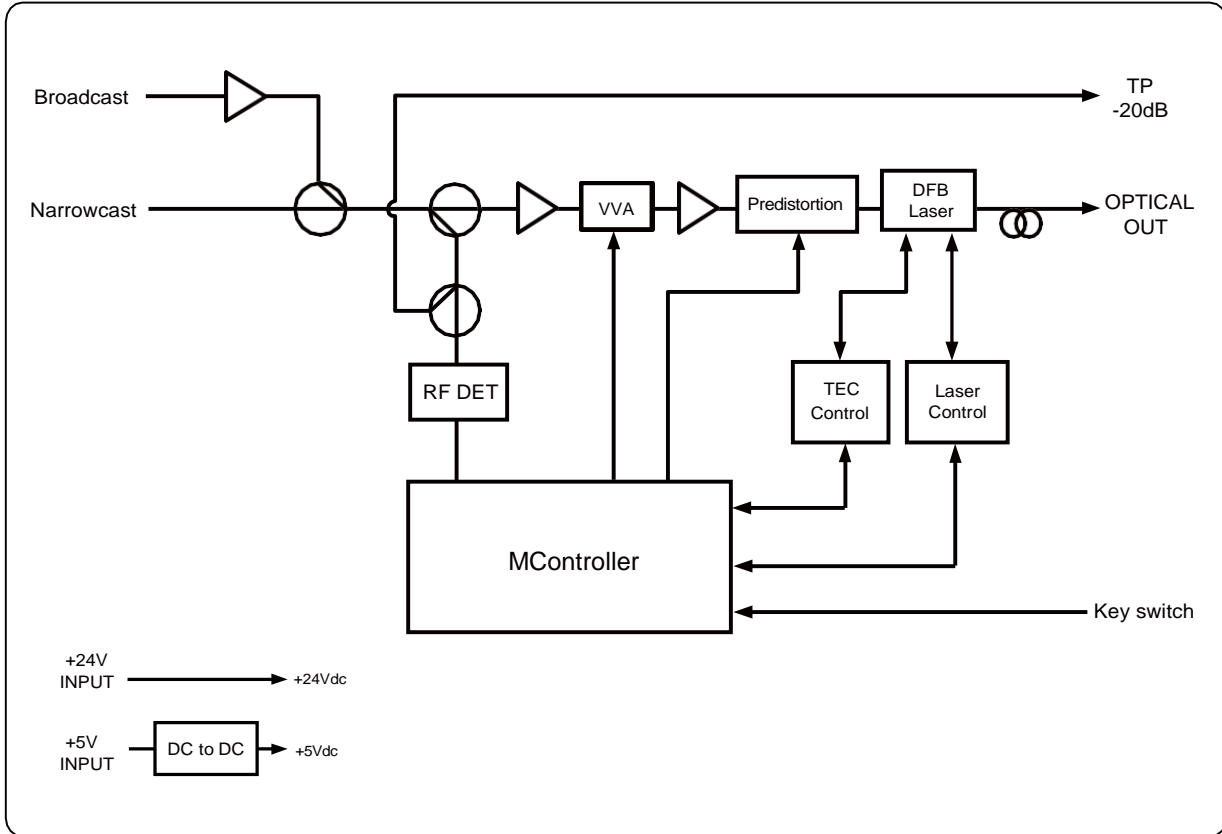 Broadcast
TP
-20dB
Narrowcast
VVA
Predistortion
DFB
Laser
OPTICAL
OUT
RF DET
TEC
Control
Laser
Control
MController
Key switch
+24V
INPUT
+24Vdc
+5V
INPUT
DC to DC
+5Vdc